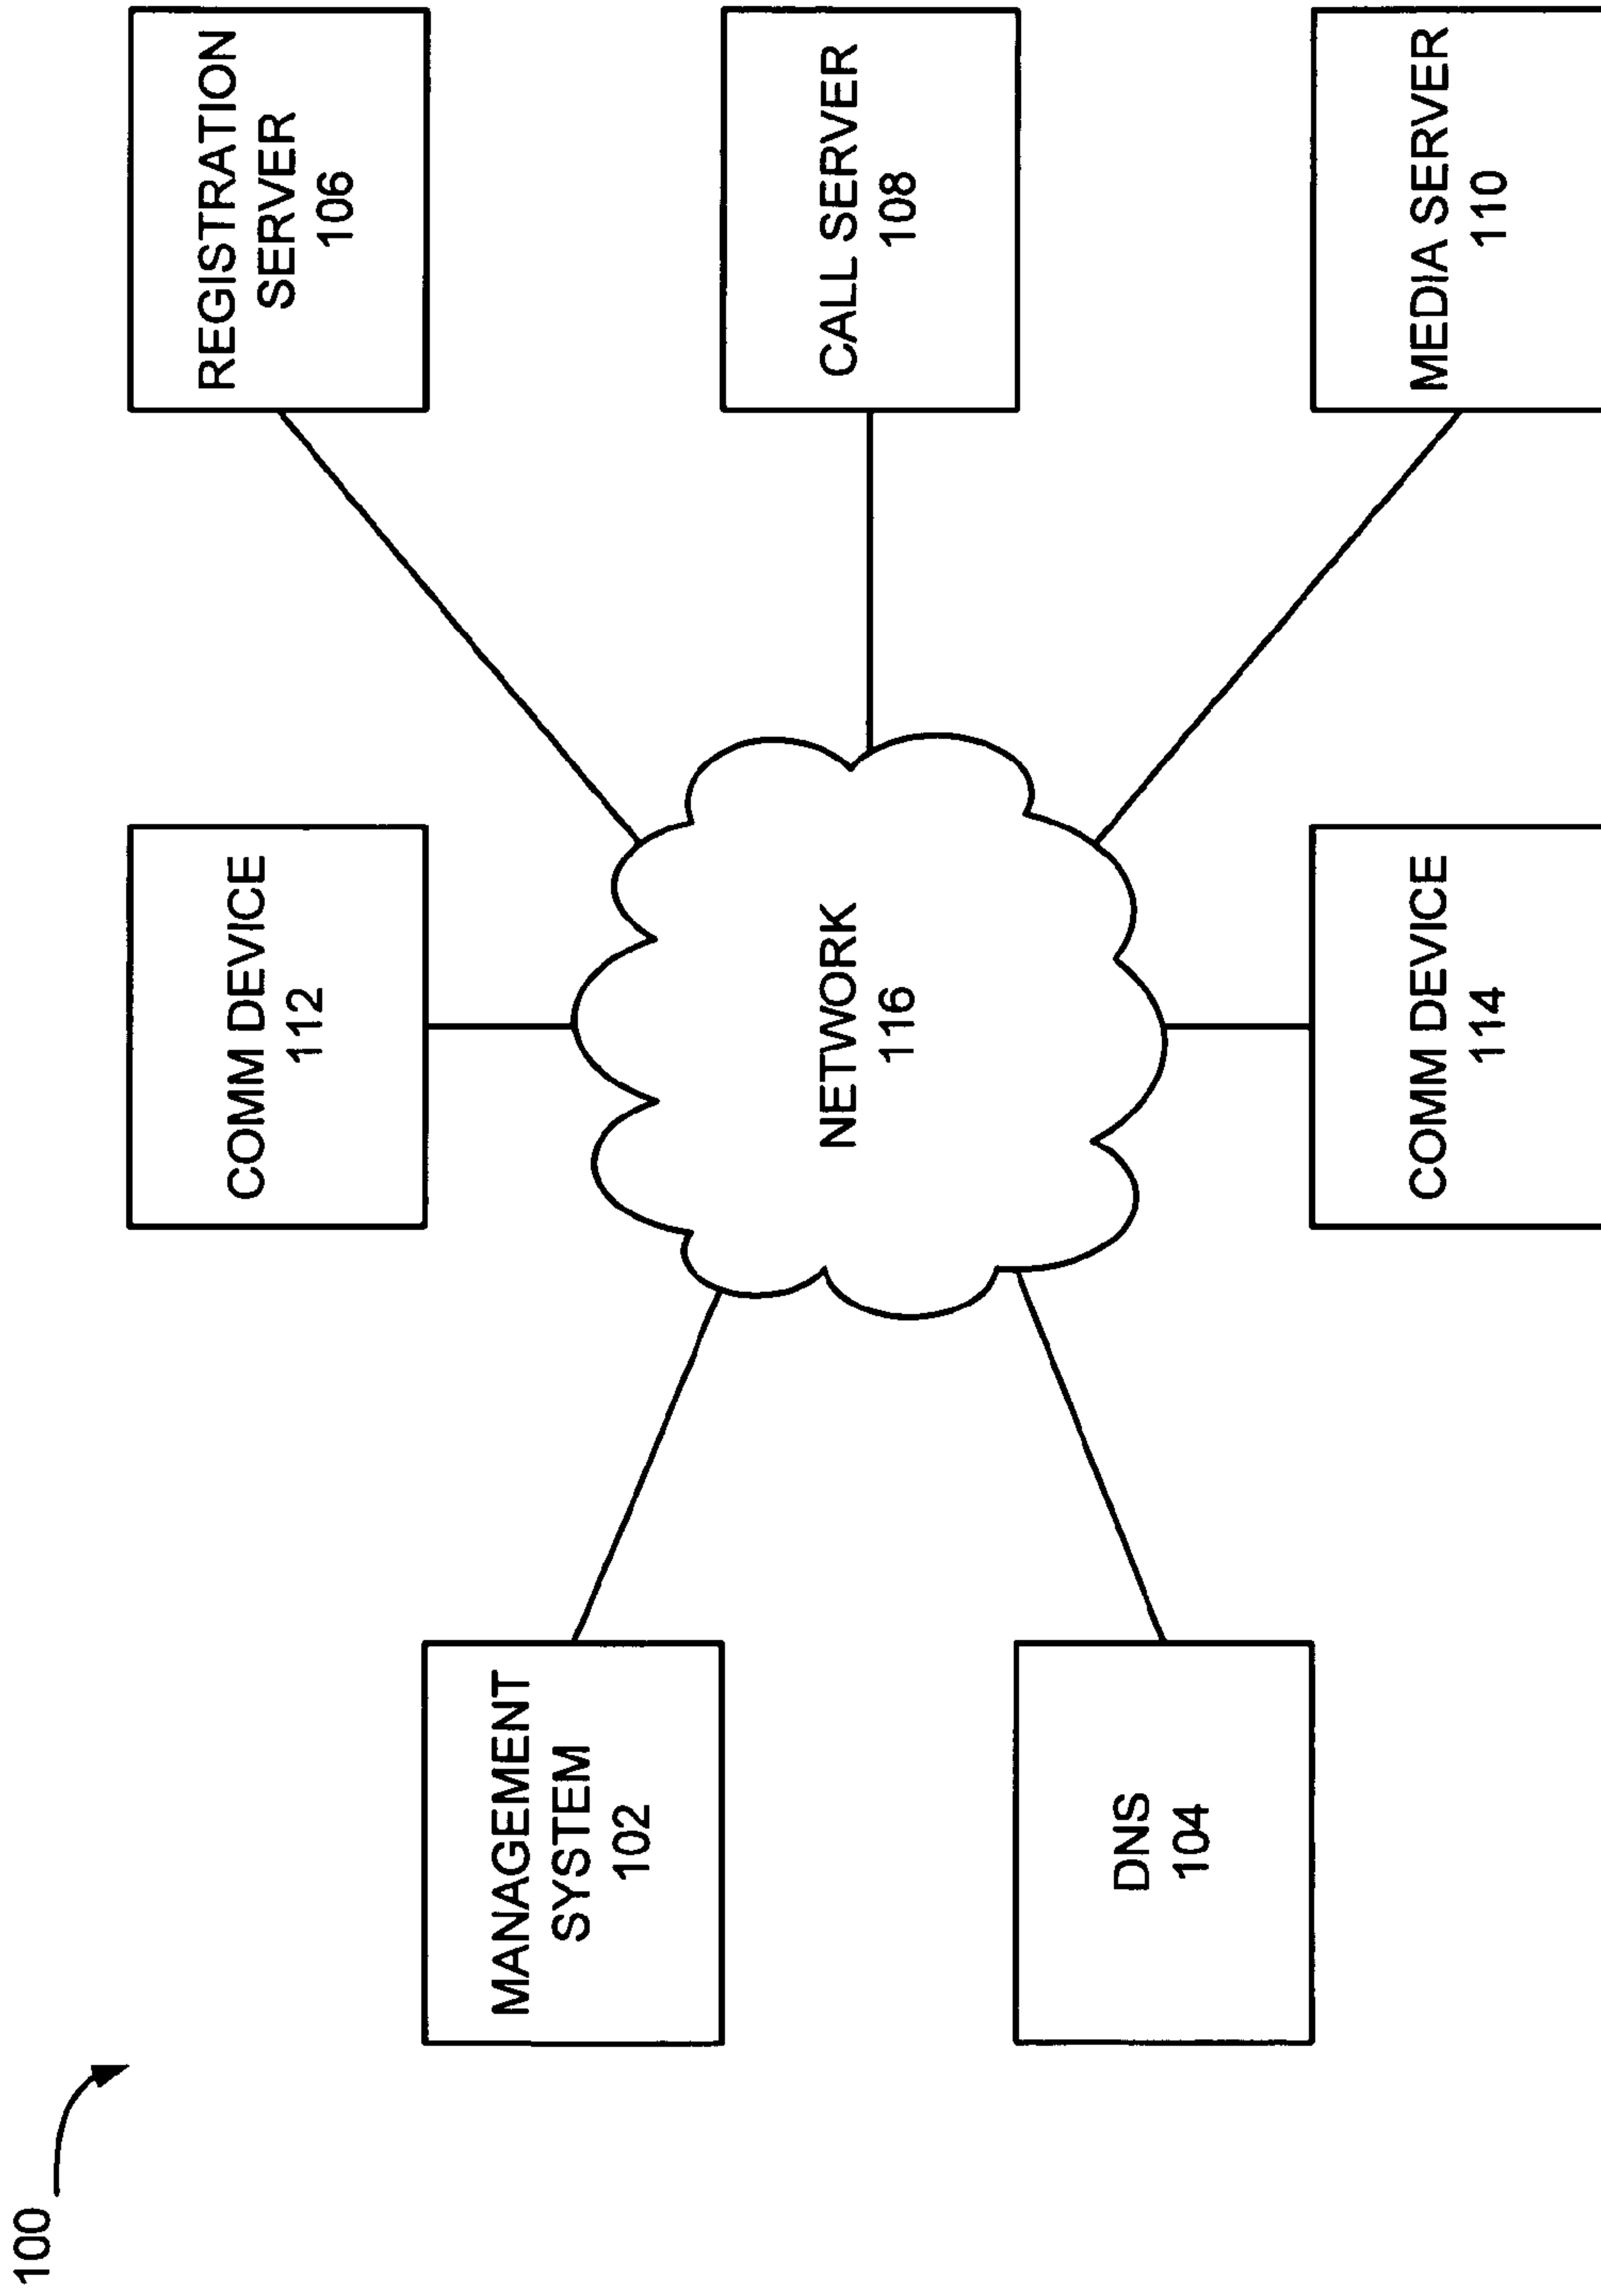 100
COMM DEVICE
112
REGISTRATION
SERVER
106
MANAGEMENT
SYSTEM
102
NETWORK
116
CALL SERVER
108
DNS
104
COMM DEVICE
114
MEDIA SERVER
110